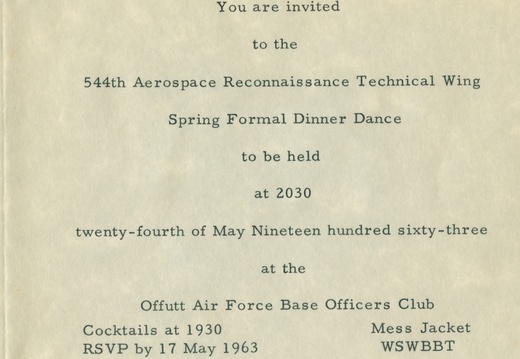 You are invited
to the
544th Aerospace Reconnaissance Technical Wing
Spring Formal Dinner Dance
to be held
at 2030
twenty-fourth of May Nineteen hundred sixty-three
at the
Offutt Air Force Base Officers Club
Cocktails at 1930 Mess Jacket
RSVP by 17 May 1963 WSWBBT